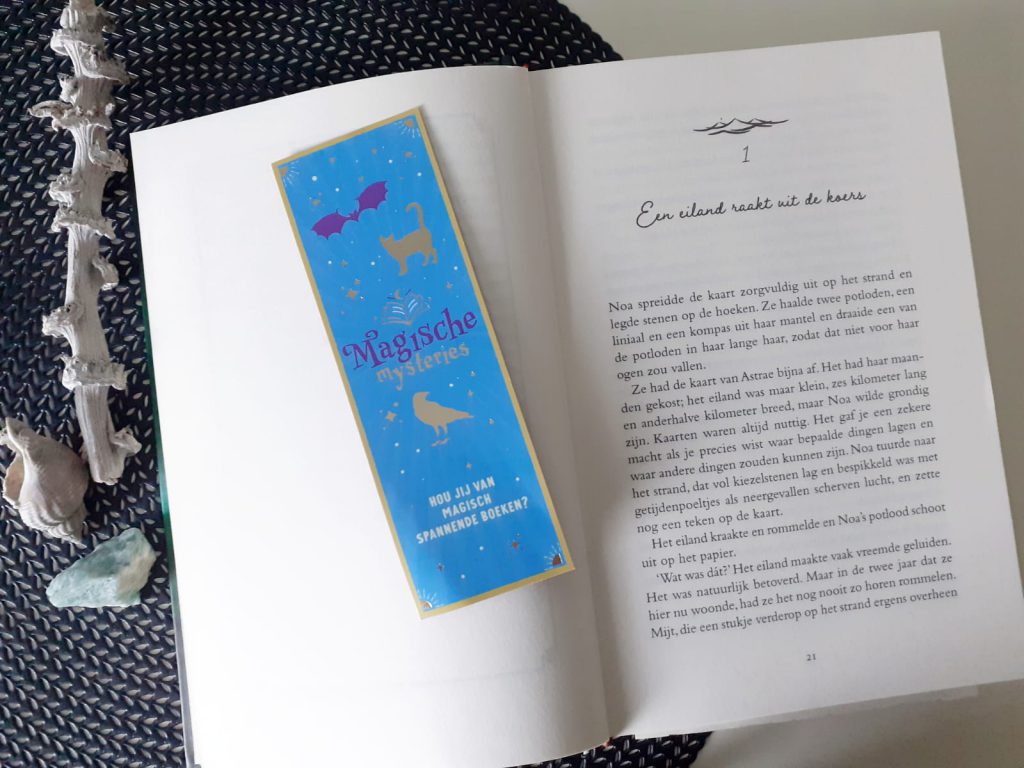 Magische
mysteries
HOU JIJ VAN
MAGISCH
SPANNENDE BOEKEN?
1
Een eiland raakt uit de koers
Noa spreidde de kaart zorgvuldig uit op het strand en
legde stenen op de hoeken. Ze haalde twee potloden, een
liniaal en een kompas uit haar mantel en draaide een van
de potloden in haar lange haar, zodat dat niet voor haar
ogen zou vallen.
Ze had de kaart van Astrae bijna af. Het had haar maan-
den gekost; het eiland was maar klein, zes kilometer lang
en anderhalve kilometer breed, maar Noa wilde grondig
zijn. Kaarten waren altijd nuttig. Het gaf je een zekere
macht als je precies wist waar bepaalde dingen lagen en
waar andere dingen zouden kunnen zijn. Noa tuurde naar
het strand, dat vol kiezelstenen lag en bespikkeld was met
getijdenpoeltjes als neergevallen scherven lucht, en zette
nog een teken op de kaart.
Het eiland kraakte en rommelde en Noa's potlood schoot
uit op het papier.
'Wat was dát?' Het eiland maakte vaak vreemde geluiden.
Het was natuurlijk betoverd. Maar in de twee jaar dat ze
hier nu woonde, had ze het nog nooit zo horen rommelen.
Mijt, die een stukje verderop op het strand ergens overheen
21